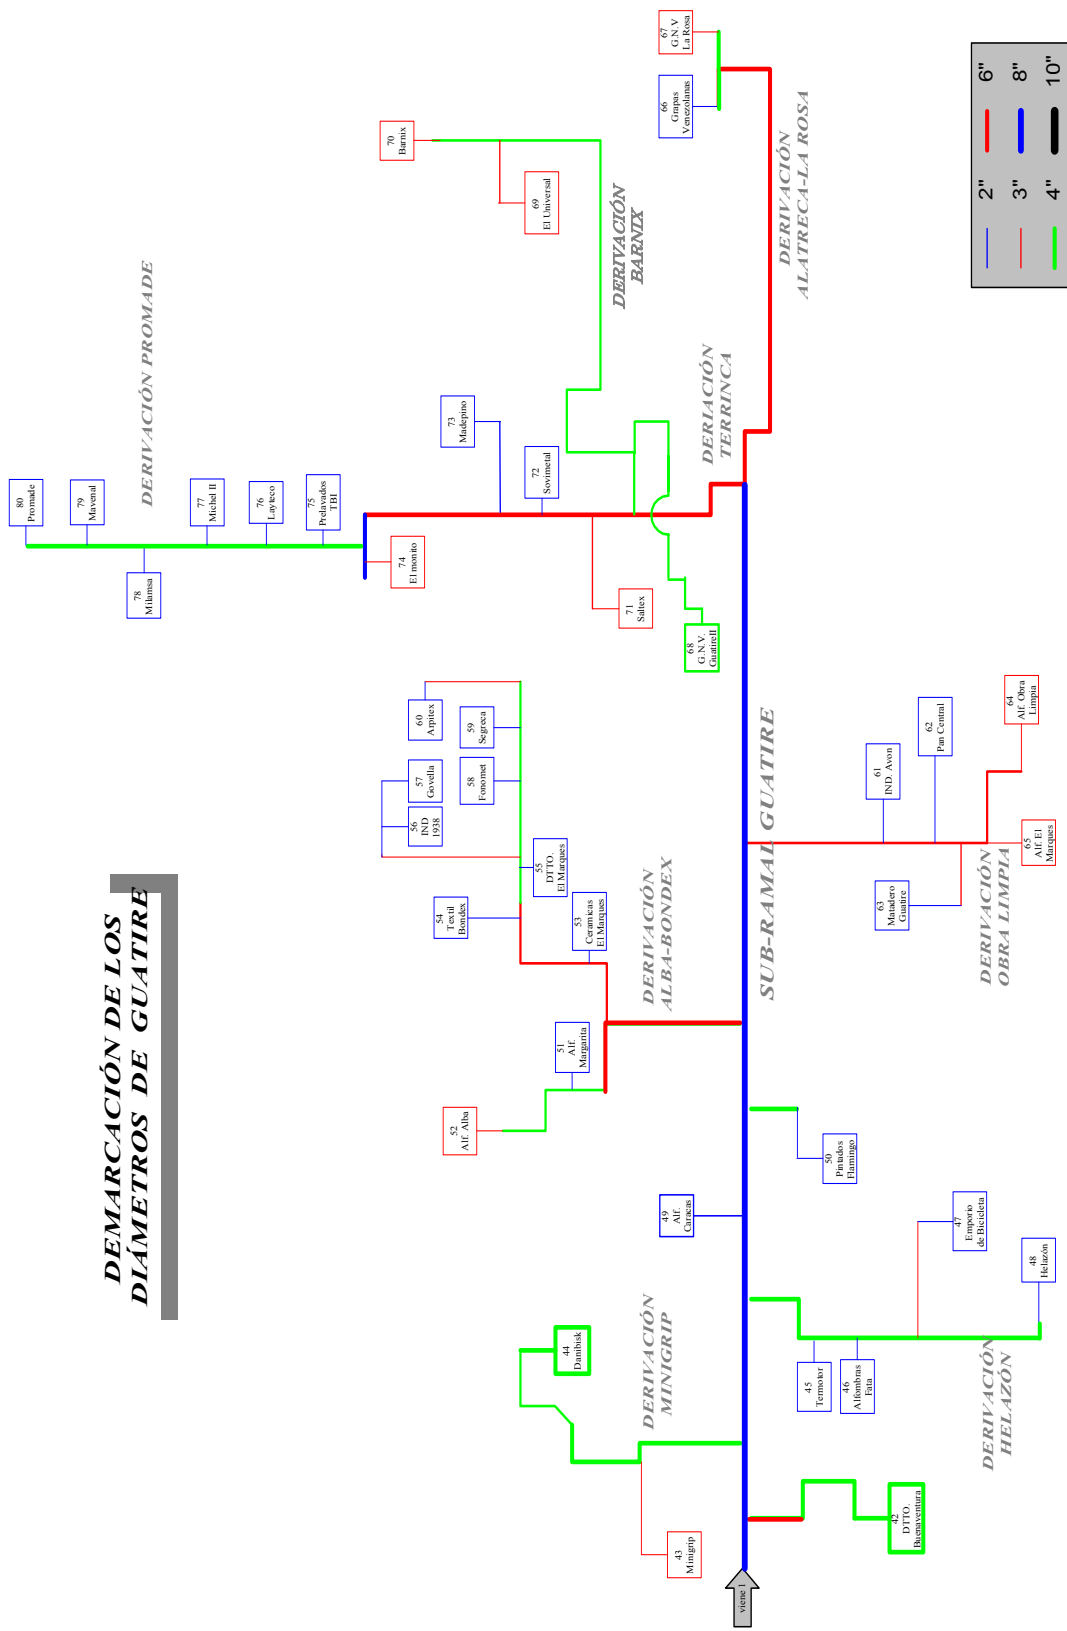 DEMARCACIÓN DE LOS
DIÁMETROS DE GUATIRE
DERIVACIÓN PROMADE
80
Promade
79
Mavenal
78
Milamsa
77
Michel II
76
Layteco
75
Prelavados
TBI
74
El monito
73
Madepino
72
Sovimetal
71
Saltex
70
Barnix
69
El Universal
DERIVACIÓN
BARNIX
67
G.N.V
La Rosa
66
Grapas
Venezolanas
DERIVACIÓN
ALATRECA-LA ROSA
DERIACIÓN
TERRINCA
68
G.N.V.
GuatireII
60
Arpitex
59
Segreca
58
Fonomet
57
Govella
56
IND
1938
55
DTTO.
El Marques
54
Textil
Bondex
53
Ceramicas
El Marques
DERIVACIÓN
ALBA-BONDEX
51
Alf.
Margarita
52
Alf. Alba
SUB-RAMAL GUATIRE
61
IND. Avon
62
Pan Central
63
Matadero
Guatire
64
Alf. Obra
Limpia
65
Alf. El
Marques
DERIVACIÓN
OBRA LIMPIA
49
Alf.
Caracas
50
Pintados
Flamingo
47
Emporio
de Bicicleta
48
Helazón
45
Termotor
46
Alfombras
Fata
DERIVACIÓN
HELAZÓN
DERIVACIÓN
MINIGRIP
44
Danibisk
43
Minigrip
42
DTTO.
Buenaventura
viene 1
2" 6"
3" 8"
4" 10"